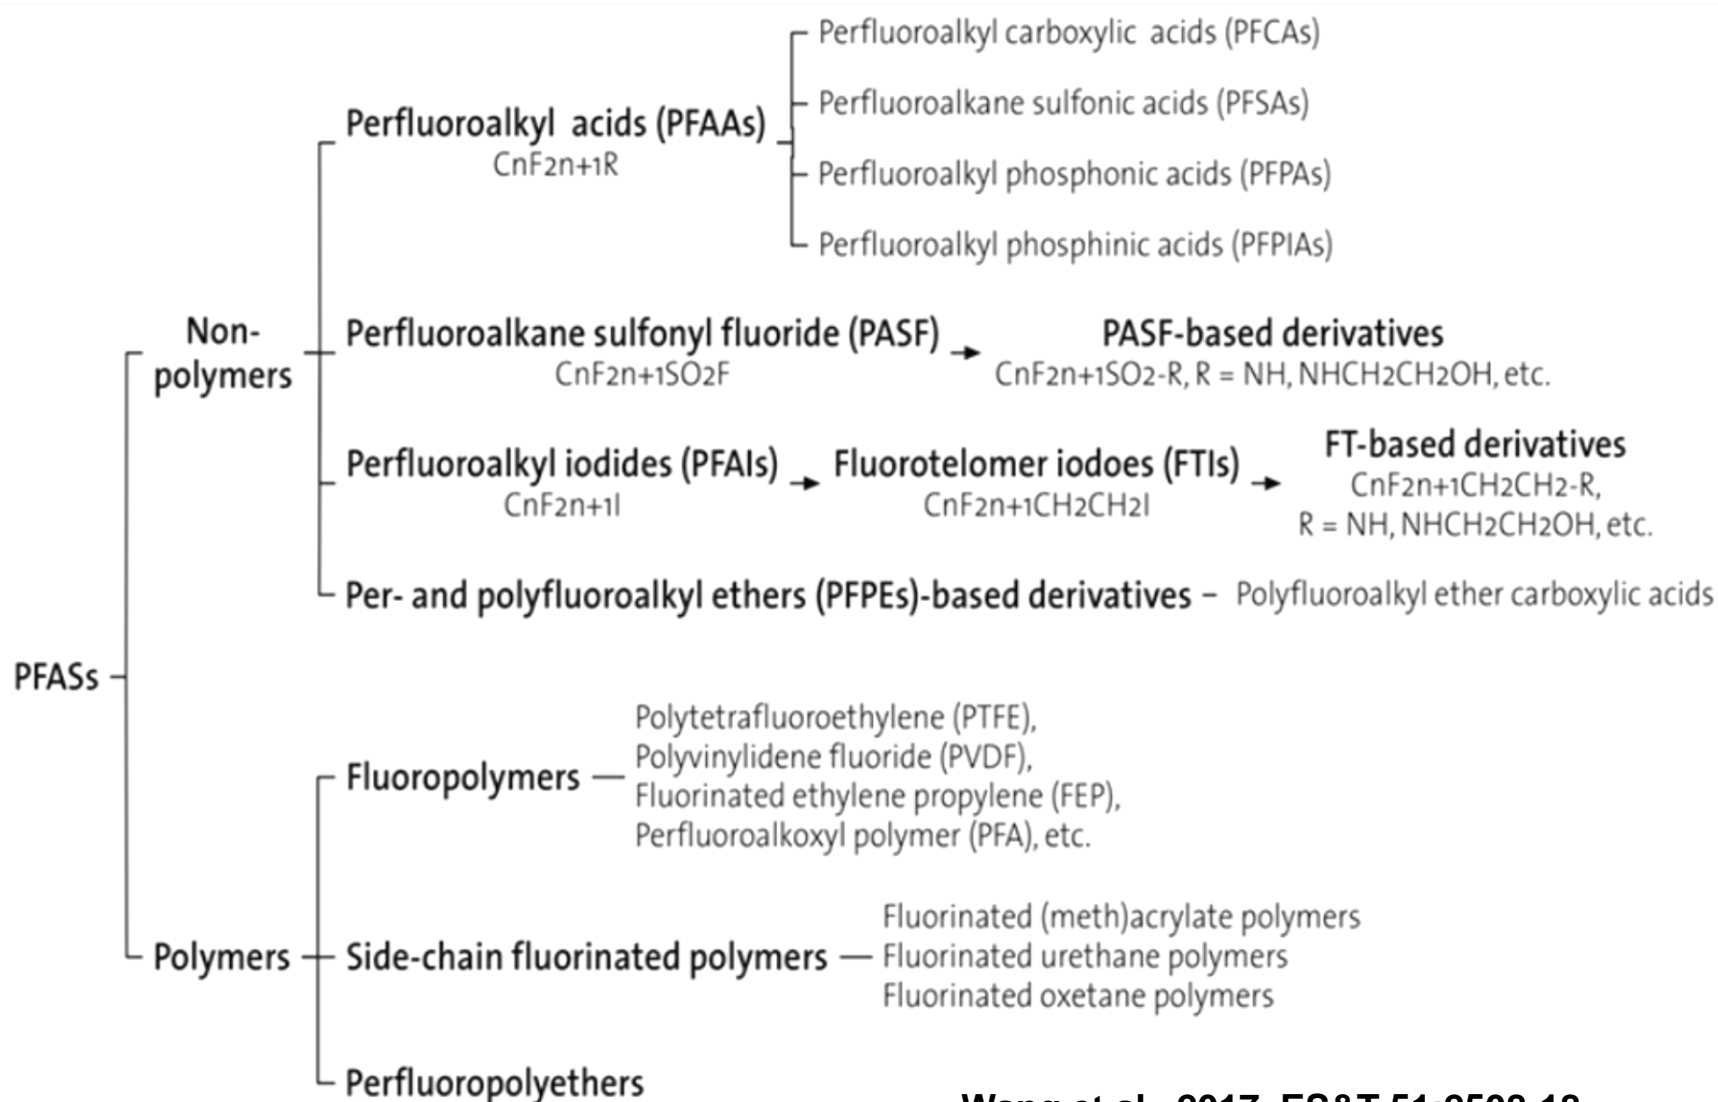 Perfluoroalkyl carboxylic acids (PFCAs)
Perfluoroalkane sulfonic acids (PFSAs)
Perfluoroalkyl acids (PFAAs)
CnF2n+1R
Perfluoroalkyl phosphonic acids (PFPAs)
Perfluoroalkyl phosphinic acids (PFPIAs)
Non-
polymers
Perfluoroalkane sulfonyl fluoride (PASF)
CnF2n+1SO2F
PASF-based derivatives
CnF2n+1SO2-R, R = NH, NHCH2CH2OH, etc.
Perfluoroalkyl iodides (PFAIs)
CnF2n+1I
Fluorotelomer iodoes (FTIs)
CnF2n+1CH2CH2I
FT-based derivatives
CnF2n+1CH2CH2-R,
R = NH, NHCH2CH2OH, etc.
Per- and polyfluoroalkyl ethers (PFPEs)-based derivatives – Polyfluoroalkyl ether carboxylic acids
PFASs
Fluoropolymers
Polytetrafluoroethylene (PTFE),
Polyvinylidene fluoride (PVDF),
Fluorinated ethylene propylene (FEP),
Perfluoroalkoxyl polymer (PFA), etc.
Polymers
Side-chain fluorinated polymers
Fluorinated (meth)acrylate polymers
Fluorinated urethane polymers
Fluorinated oxetane polymers
Perfluoropolyethers